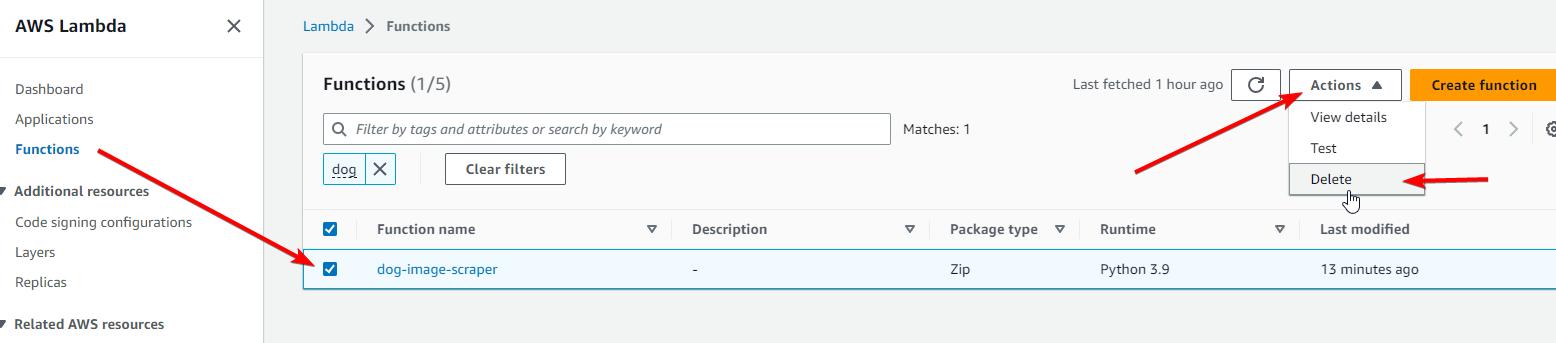 AWS Lambda
Dashboard
Applications
Functions
Additional resources
Code signing configurations
Layers
Replicas
Related AWS resources
Lambda > Functions
Functions (1/5)
Last fetched 1 hour ago
Actions
Create function
View details
Test
Delete
Filter by tags and attributes or search by keyword
Matches: 1
1
dog
Clear filters
Function name Description Package type Runtime Last modified
dog-image-scraper - Zip Python 3.9 13 minutes ago